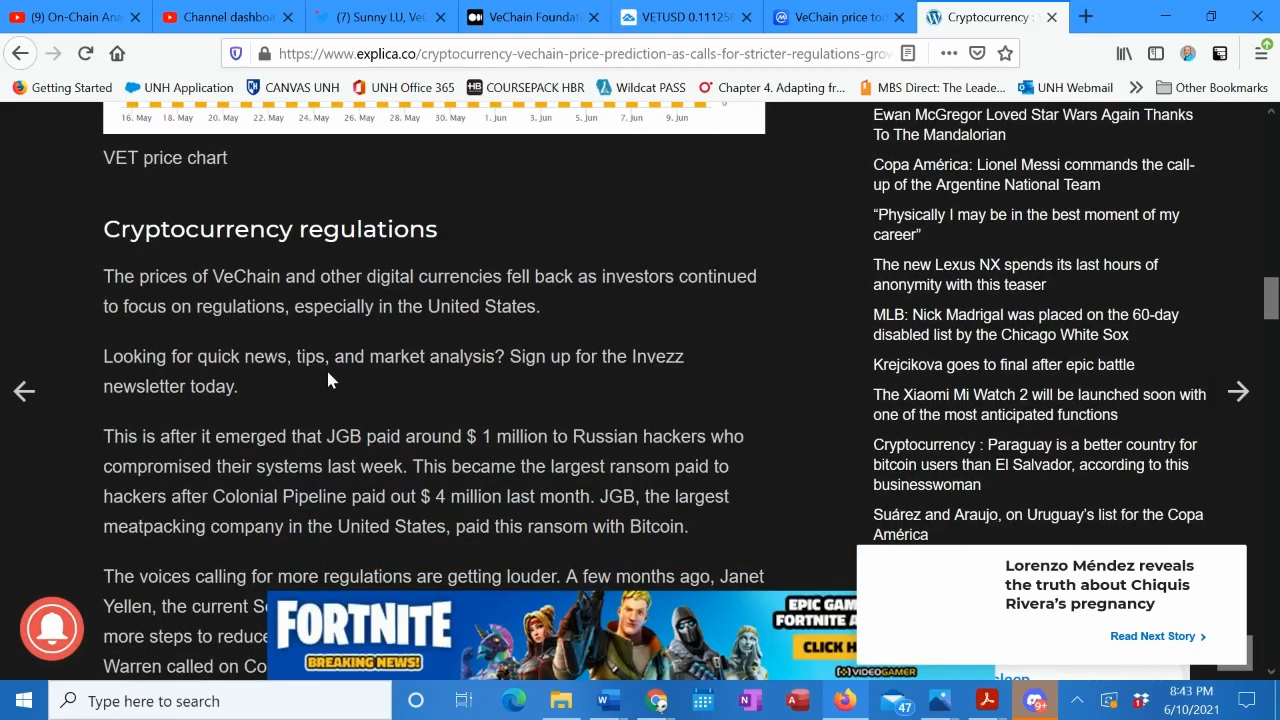 (9) On-Chain Ana
Channel dashboa
(7) Sunny LU, VeC
VeChain Foundat
VETUSD 0.11125
VeChain price tod
Cryptocurrency :
https://www.explica.co/cryptocurrency-vechain-price-prediction-as-calls-for-stricter-regulations-grow
Getting Started
UNH Application
CANVAS UNH
UNH Office 365
HB COURSEPACK HBR
Wildcat PASS
Chapter 4. Adapting fr...
MBS Direct: The Leade...
UNH Webmail
Other Bookmarks
0
16. May 18. May 20. May 22. May 24. May 26. May 28. May 30. May 1. Jun 3. Jun 5. Jun 7. Jun 9. Jun
VET price chart
Cryptocurrency regulations
The prices of VeChain and other digital currencies fell back as investors continued
to focus on regulations, especially in the United States.
Looking for quick news, tips, and market analysis? Sign up for the Invezz
newsletter today.
This is after it emerged that JGB paid around $ 1 million to Russian hackers who
compromised their systems last week. This became the largest ransom paid to
hackers after Colonial Pipeline paid out $ 4 million last month. JGB, the largest
meatpacking company in the United States, paid this ransom with Bitcoin.
The voices calling for more regulations are getting louder. A few months ago, Janet
Yellen, the current S
more steps to reduce
Warren called on Co
Ewan McGregor Loved Star Wars Again Thanks
To The Mandalorian
Copa América: Lionel Messi commands the call-
up of the Argentine National Team
“Physically I may be in the best moment of my
career”
The new Lexus NX spends its last hours of
anonymity with this teaser
MLB: Nick Madrigal was placed on the 60-day
disabled list by the Chicago White Sox
Krejcikova goes to final after epic battle
The Xiaomi Mi Watch 2 will be launched soon with
one of the most anticipated functions
Cryptocurrency : Paraguay is a better country for
bitcoin users than El Salvador, according to this
businesswoman
Suárez and Araujo, on Uruguay’s list for the Copa
América
Lorenzo Méndez reveals
the truth about Chiquis
Rivera’s pregnancy
Read Next Story
FORTNITE
BREAKING NEWS!
EPIC GAM
FORTNITE A
CLICK H
VIDEOGAMER
Type here to search
47
9+
1
8:43 PM
6/10/2021